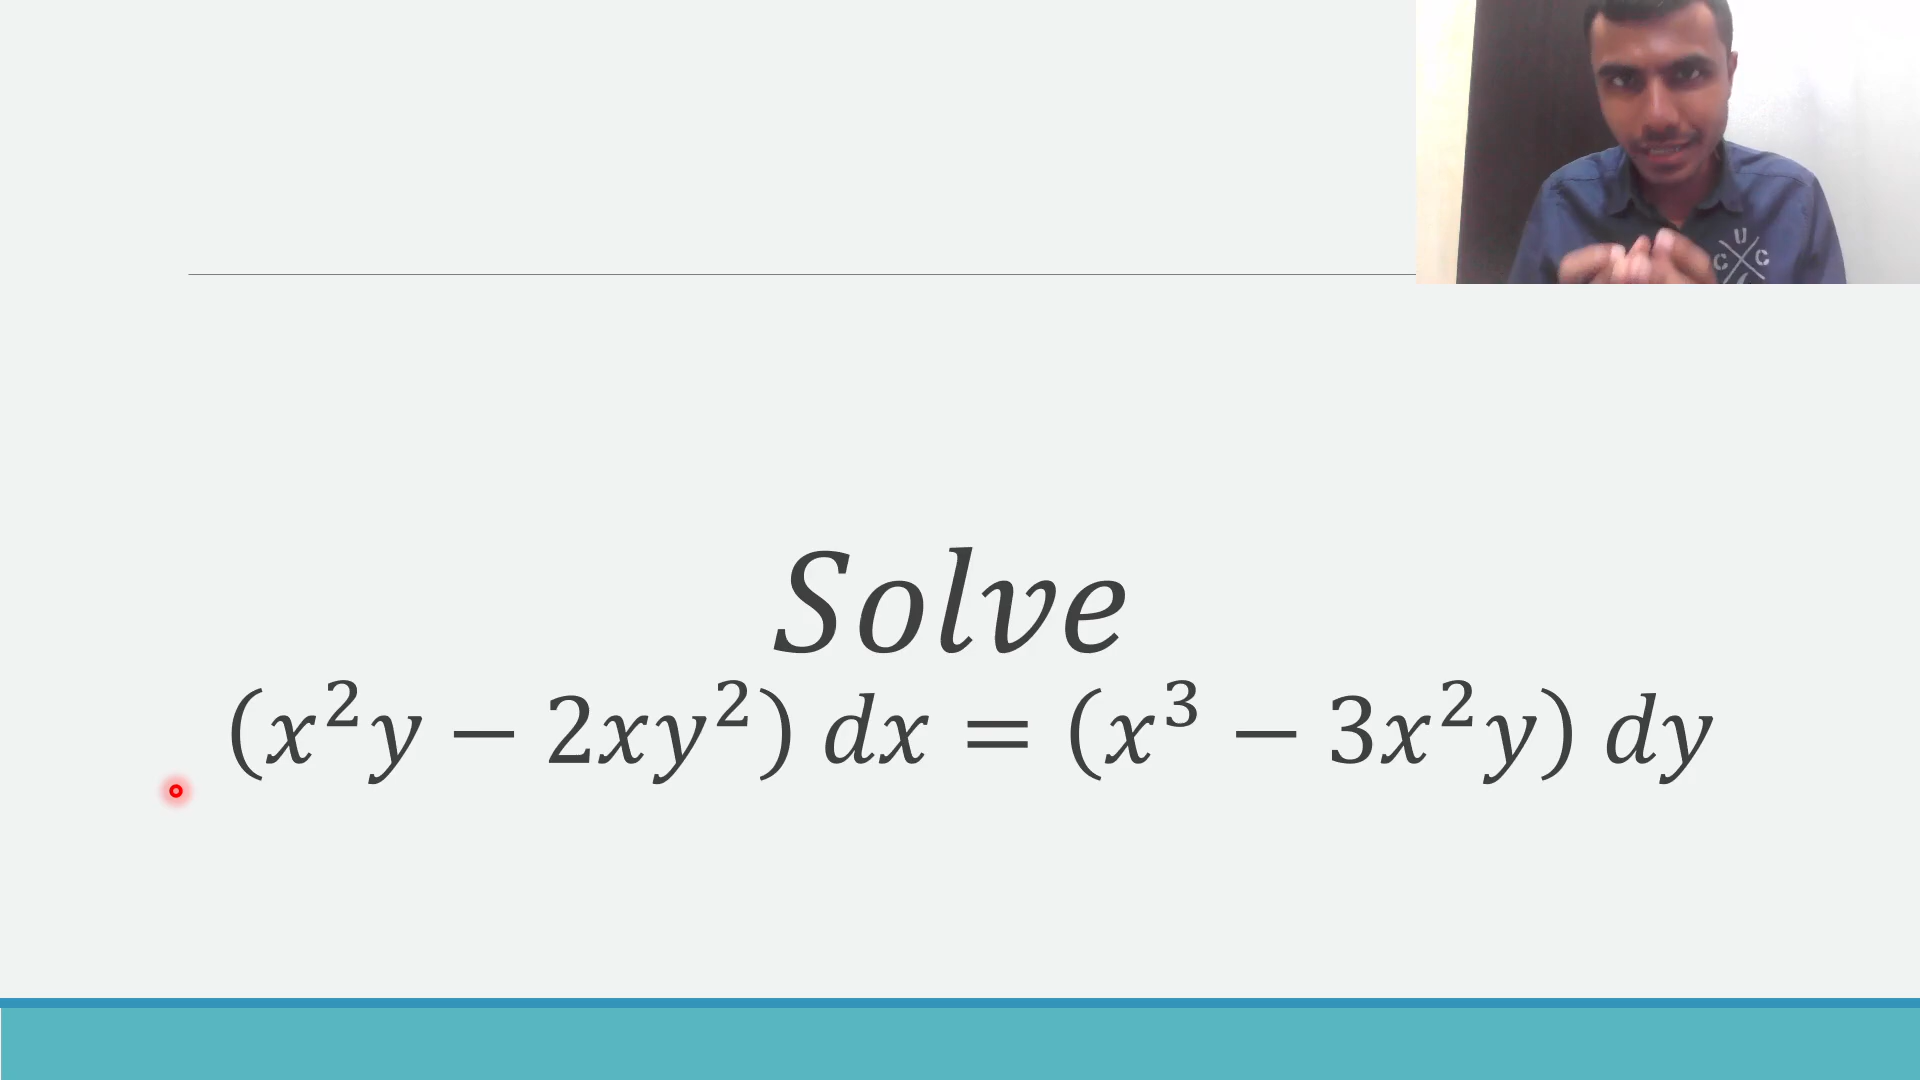 U
C C
Solve
(x²y − 2xy²) dx = (x³ − 3x²y) dy